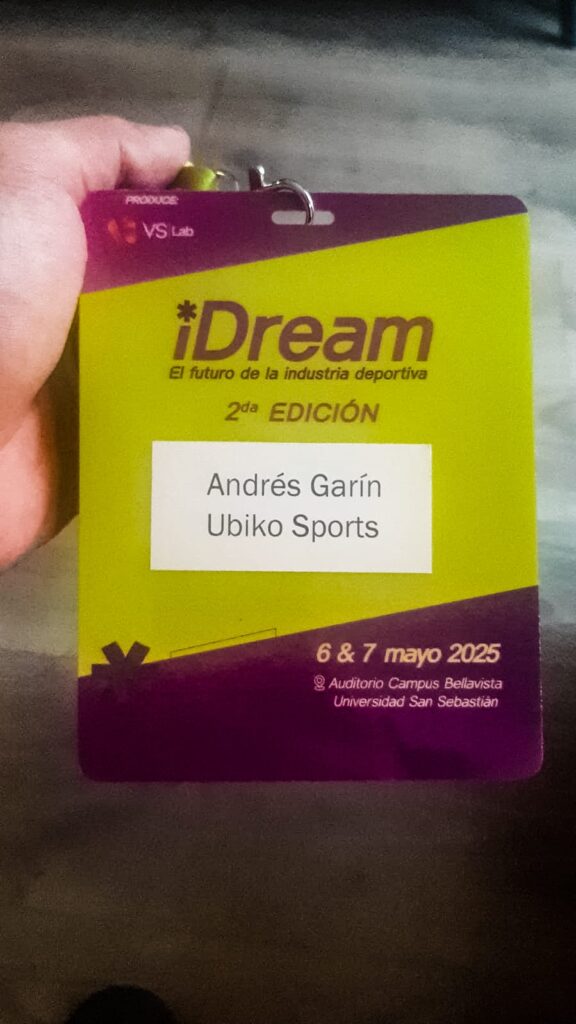 PRODUCE:
VS Lab
*iDream
El futuro de la industria deportiva
2da EDICIÓN
Andrés Garín
Ubiko Sports
6 & 7 mayo 2025
Auditorio Campus Bellavista
Universidad San Sebastián